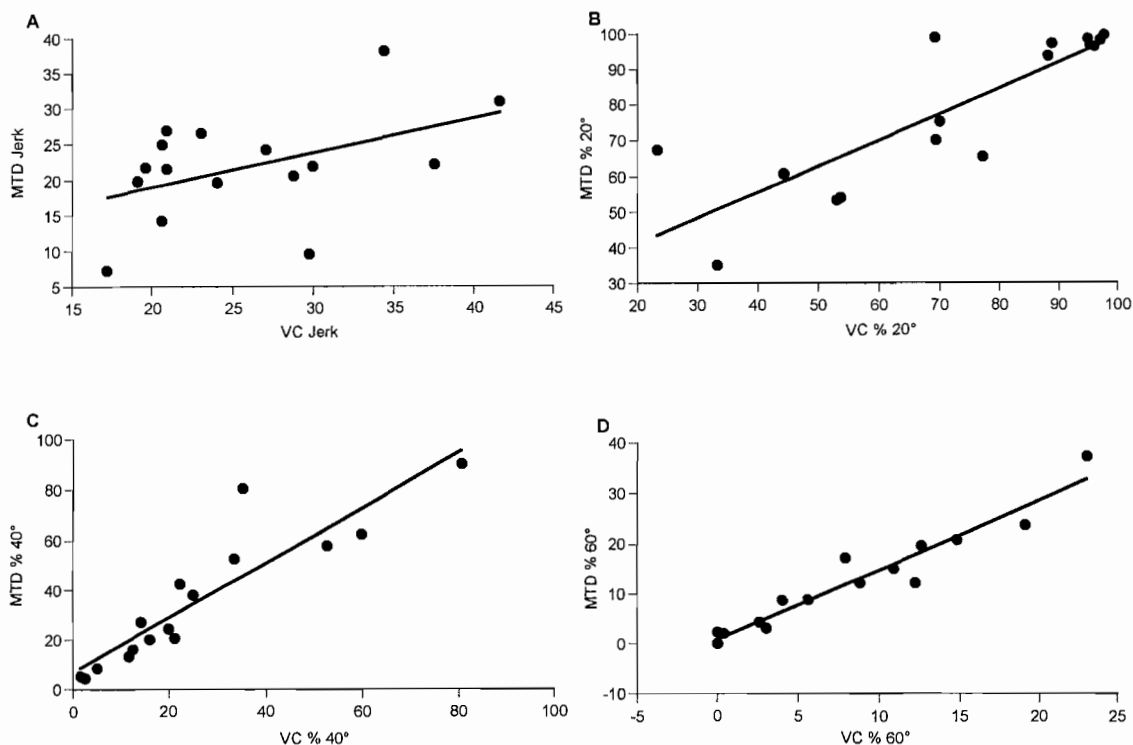 A
40
35
30
25
20
15
10
5
MTD Jerk
15 20 25 30 35 40 45
VC Jerk
B
100
90
80
70
60
50
40
30
MTD % 20°
20 30 40 50 60 70 80 90 100
VC % 20°
C
100
80
60
40
20
0
MTD % 40°
0 20 40 60 80 100
VC % 40°
D
40
30
20
10
0
-10
MTD % 60°
-5 0 5 10 15 20 25
VC % 60°